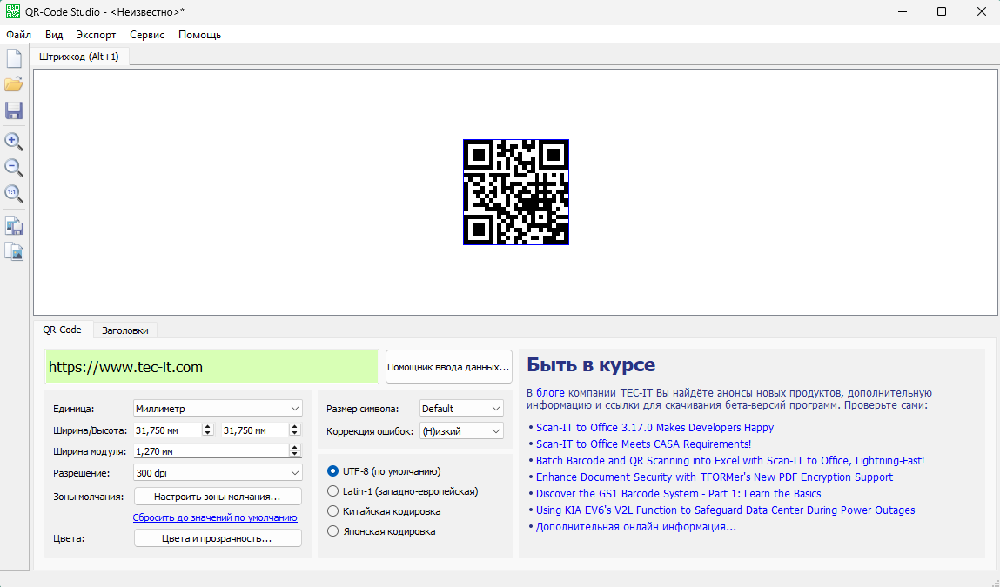 QR-Code Studio - <Неизвестно>*
Файл Вид Экспорт Сервис Помощь
Штрихкод (Alt+1)
1:1
QR-Code Заголовки
https://www.tec-it.com
Помощник ввода данных...
Единица: Миллиметр
Ширина/Высота: 31,750 мм 31,750 мм
Ширина модуля: 1,270 мм
Разрешение: 300 dpi
Зоны молчания: Настроить зоны молчания...
Сбросить до значений по умолчанию
Цвета: Цвета и прозрачность...
Размер символа: Default
Коррекция ошибок: (Н)изкий
UTF-8 (по умолчанию)
Latin-1 (западно-европейская)
Китайская кодировка
Японская кодировка
Быть в курсе
В блоге компании TEC-IT Вы найдёте анонсы новых продуктов, дополнительную
информацию и ссылки для скачивания бета-версий программ. Проверьте сами:
• Scan-IT to Office 3.17.0 Makes Developers Happy
• Scan-IT to Office Meets CASA Requirements!
• Batch Barcode and QR Scanning into Excel with Scan-IT to Office, Lightning-Fast!
• Enhance Document Security with TFORMer's New PDF Encryption Support
• Discover the GS1 Barcode System - Part 1: Learn the Basics
• Using KIA EV6's V2L Function to Safeguard Data Center During Power Outages
• Дополнительная онлайн информация...